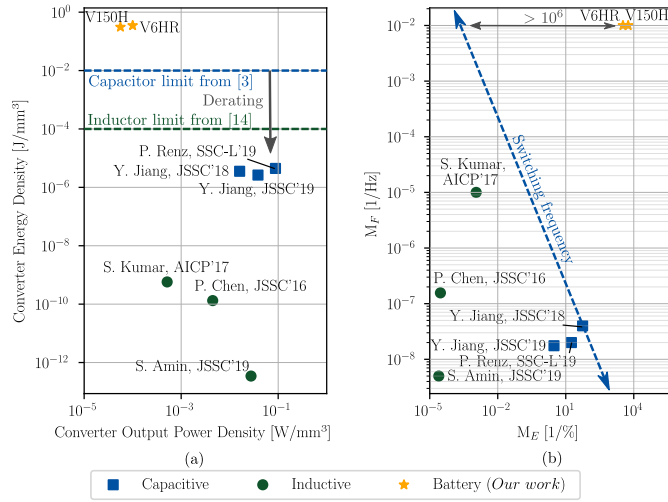 10^0
10^-2
10^-4
10^-6
10^-8
10^-10
10^-12
Converter Energy Density [J/mm^3]
V150H
V6HR
Capacitor limit from [3]
Derating
Inductor limit from [14]
P. Renz, SSC-L'19
Y. Jiang, JSSC'18
Y. Jiang, JSSC'19
S. Kumar, AICP'17
P. Chen, JSSC'16
S. Amin, JSSC'19
10^-5
10^-3
10^-1
Converter Output Power Density [W/mm^3]
(a)
10^-2
10^-3
10^-4
10^-5
10^-6
10^-7
10^-8
M_F [1/Hz]
> 10^6
V6HR
V150H
S. Kumar,
AICP'17
Switching frequency
P. Chen, JSSC'16
Y. Jiang, JSSC'18
Y. Jiang, JSSC'19
P. Renz, SSC-L'19
S. Amin, JSSC'19
10^-5
10^-2
10^1
10^4
M_E [1/%]
(b)
Capacitive
Inductive
Battery (Our work)